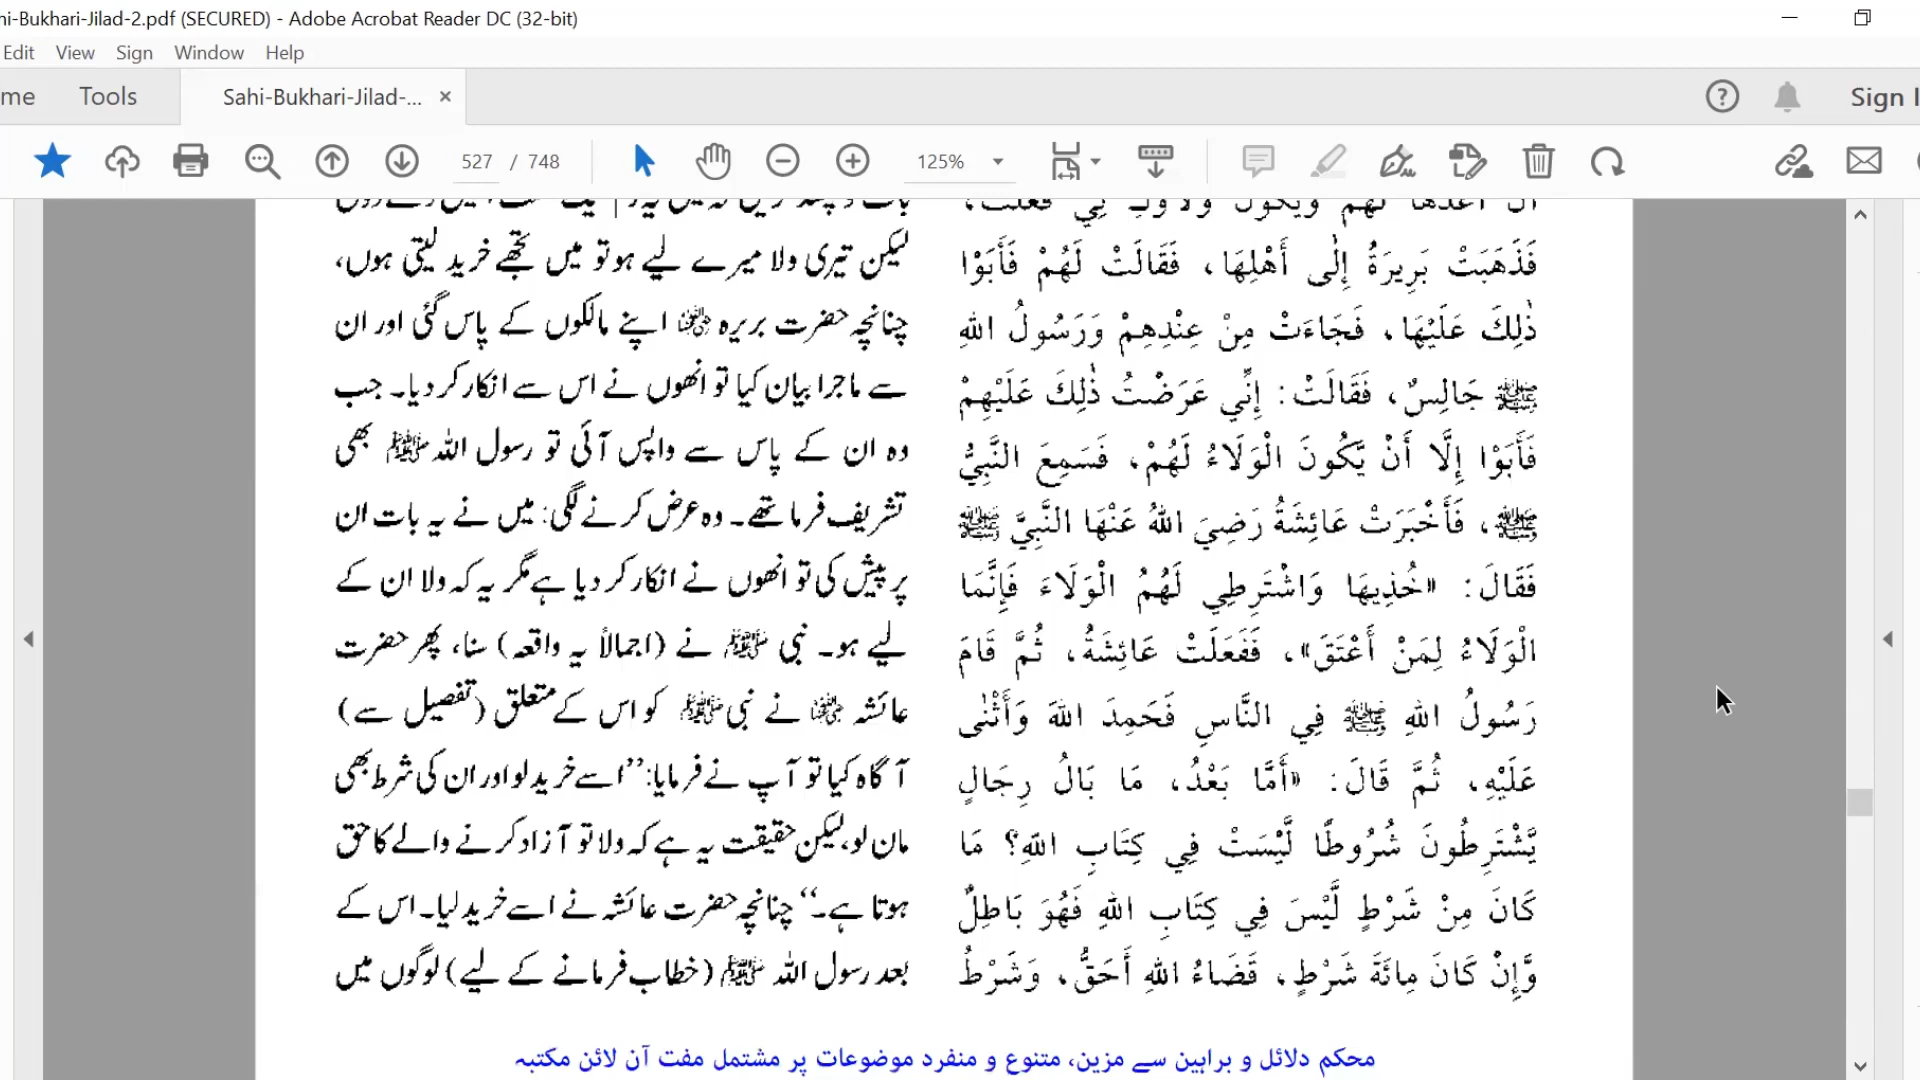 ni-Bukhari-Jilad-2.pdf (SECURED) - Adobe Acrobat Reader DC (32-bit)
Edit View Sign Window Help
me Tools Sahi-Bukhari-Jilad-... × Sign I
527 / 748 125%
أَنْ أَعُدَّهَا لَهُمْ وَيَكُونَ وَلَاؤُكِ لِي فَعَلْتُ،
فَذَهَبَتْ بَرِيرَةُ إِلَى أَهْلِهَا، فَقَالَتْ لَهُمْ فَأَبَوْا
ذٰلِكَ عَلَيْهَا، فَجَاءَتْ مِنْ عِنْدِهِمْ وَرَسُولُ اللهِ
ﷺ جَالِسٌ، فَقَالَتْ: إِنِّي عَرَضْتُ ذٰلِكَ عَلَيْهِمْ
فَأَبَوْا إِلَّا أَنْ يَّكُونَ الْوَلَاءُ لَهُمْ، فَسَمِعَ النَّبِيُّ
ﷺ، فَأَخْبَرَتْ عَائِشَةُ رَضِيَ اللهُ عَنْهَا النَّبِيَّ ﷺ
فَقَالَ: «خُذِيهَا وَاشْتَرِطِي لَهُمُ الْوَلَاءَ فَإِنَّمَا
الْوَلَاءُ لِمَنْ أَعْتَقَ»، فَفَعَلَتْ عَائِشَةُ، ثُمَّ قَامَ
رَسُولُ اللهِ ﷺ فِي النَّاسِ فَحَمِدَ اللهَ وَأَثْنٰى
عَلَيْهِ، ثُمَّ قَالَ: «أَمَّا بَعْدُ، مَا بَالُ رِجَالٍ
يَّشْتَرِطُونَ شُرُوطًا لَّيْسَتْ فِي كِتَابِ اللهِ؟ مَا
كَانَ مِنْ شَرْطٍ لَّيْسَ فِي كِتَابِ اللهِ فَهُوَ بَاطِلٌ
وَّإِنْ كَانَ مِائَةَ شَرْطٍ، قَضَاءُ اللهِ أَحَقُّ، وَشَرْطُ
لیکن تیری ولا میرے لیے ہو تو میں تجھے خرید لیتی ہوں،
چنانچہ حضرت بریرہ ؓ اپنے مالکوں کے پاس گئی اور ان
سے ماجرا بیان کیا تو انھوں نے اس سے انکار کر دیا۔ جب
وہ ان کے پاس سے واپس آئی تو رسول اللہ ﷺ بھی
تشریف فرما تھے۔ وہ عرض کرنے لگی: میں نے یہ بات ان
پر پیش کی تو انھوں نے انکار کر دیا ہے مگر یہ کہ ولا ان کے
لیے ہو۔ نبی ﷺ نے (اجمالاً یہ واقعہ) سنا، پھر حضرت
عائشہ ؓ نے نبی ﷺ کو اس کے متعلق (تفصیل سے)
آگاہ کیا تو آپ نے فرمایا: ’’اسے خرید لو اور ان کی شرط بھی
مان لو، لیکن حقیقت یہ ہے کہ ولا تو آزاد کرنے والے کا حق
ہوتا ہے۔‘‘ چنانچہ حضرت عائشہ نے اسے خرید لیا۔ اس کے
بعد رسول اللہ ﷺ (خطاب فرمانے کے لیے) لوگوں میں
محکم دلائل و براہین سے مزین، متنوع و منفرد موضوعات پر مشتمل مفت آن لائن مکتبہ